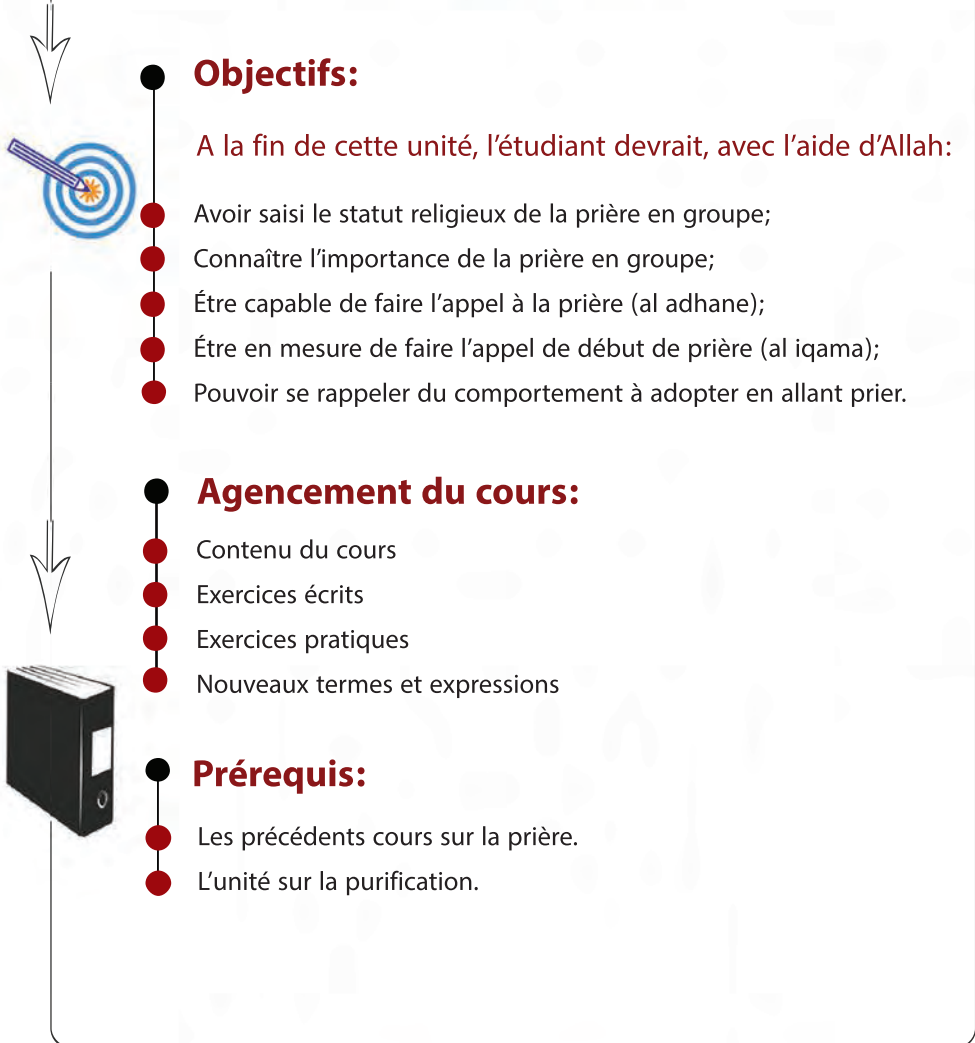 Objectifs:
A la fin de cette unité, l’étudiant devrait, avec l’aide d’Allah:
Avoir saisi le statut religieux de la prière en groupe;
Connaître l’importance de la prière en groupe;
Étre capable de faire l’appel à la prière (al adhane);
Étre en mesure de faire l’appel de début de prière (al iqama);
Pouvoir se rappeler du comportement à adopter en allant prier.
Agencement du cours:
Contenu du cours
Exercices écrits
Exercices pratiques
Nouveaux termes et expressions
Prérequis:
Les précédents cours sur la prière.
L’unité sur la purification.